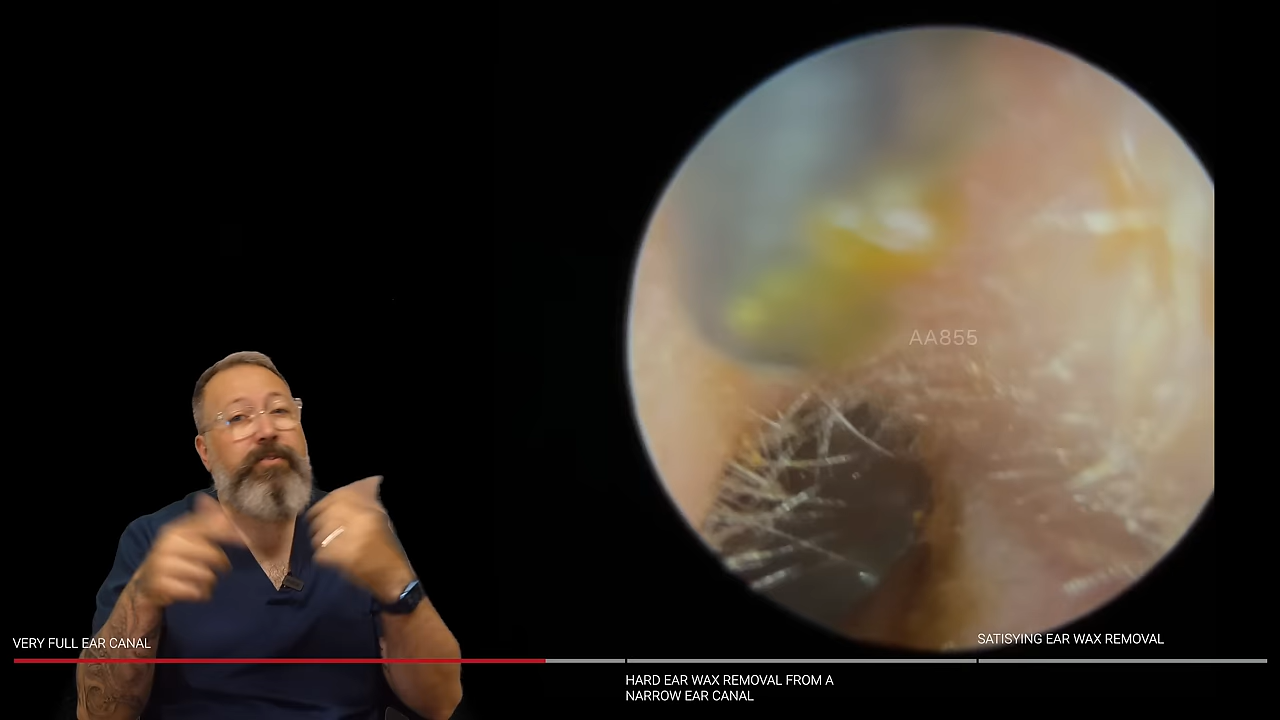 AA855
VERY FULL EAR CANAL
SATISYING EAR WAX REMOVAL
HARD EAR WAX REMOVAL FROM A
NARROW EAR CANAL